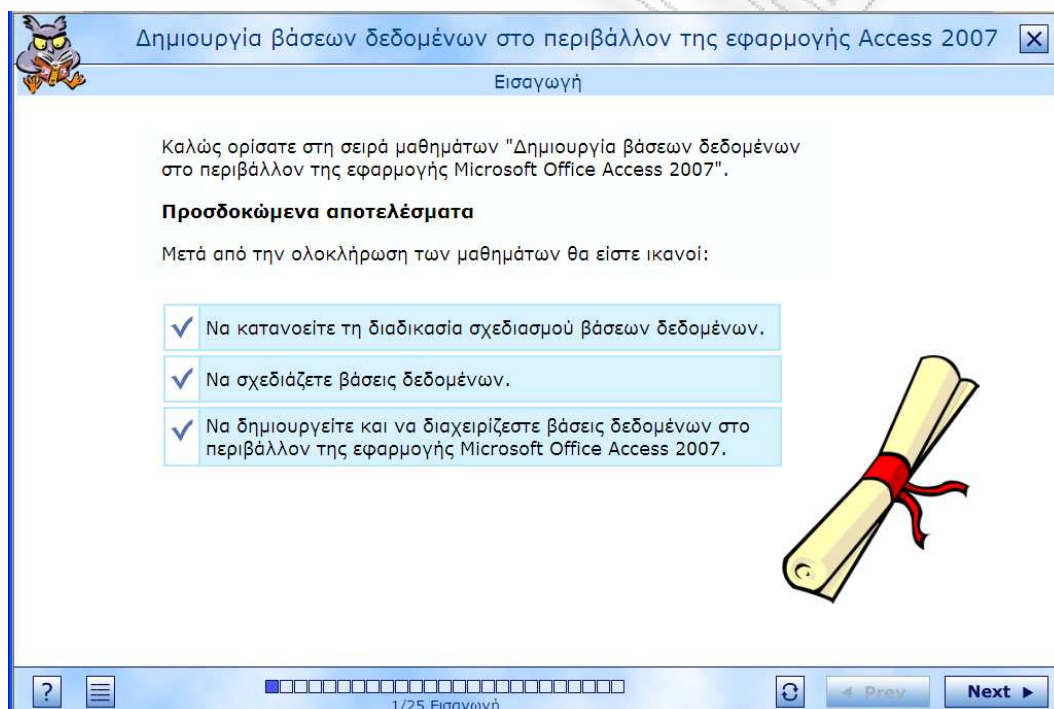 Δημιουργία βάσεων δεδομένων στο περιβάλλον της εφαρμογής Access 2007
Εισαγωγή
Καλώς ορίσατε στη σειρά μαθημάτων "Δημιουργία βάσεων δεδομένων
στο περιβάλλον της εφαρμογής Microsoft Office Access 2007".
Προσδοκώμενα αποτελέσματα
Μετά από την ολοκλήρωση των μαθημάτων θα είστε ικανοί:
Να κατανοείτε τη διαδικασία σχεδιασμού βάσεων δεδομένων.
Να σχεδιάζετε βάσεις δεδομένων.
Να δημιουργείτε και να διαχειρίζεστε βάσεις δεδομένων στο
περιβάλλον της εφαρμογής Microsoft Office Access 2007.
?
1/25 Εισαγωγή
Prev
Next